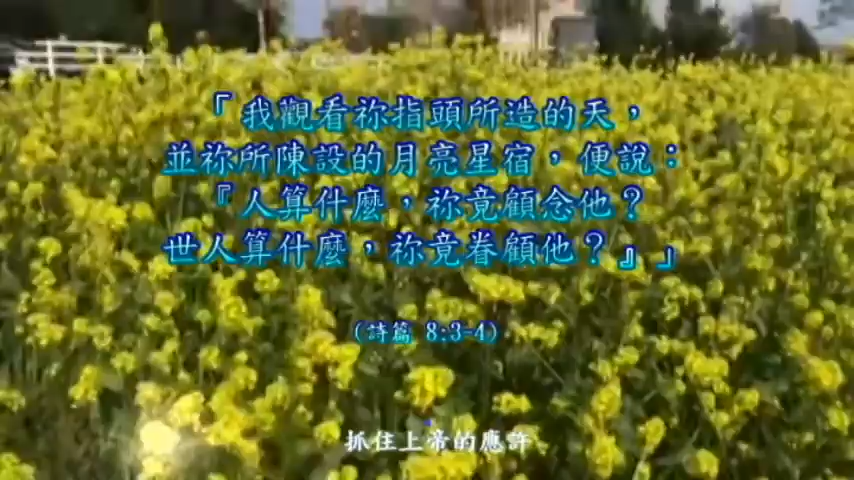 「我觀看祢指頭所造的天，
並祢所陳設的月亮星宿，便說：
『人算什麼，祢竟顧念他？
世人算什麼，祢竟眷顧他？』」
(詩篇 8:3-4)
抓住上帝的應許